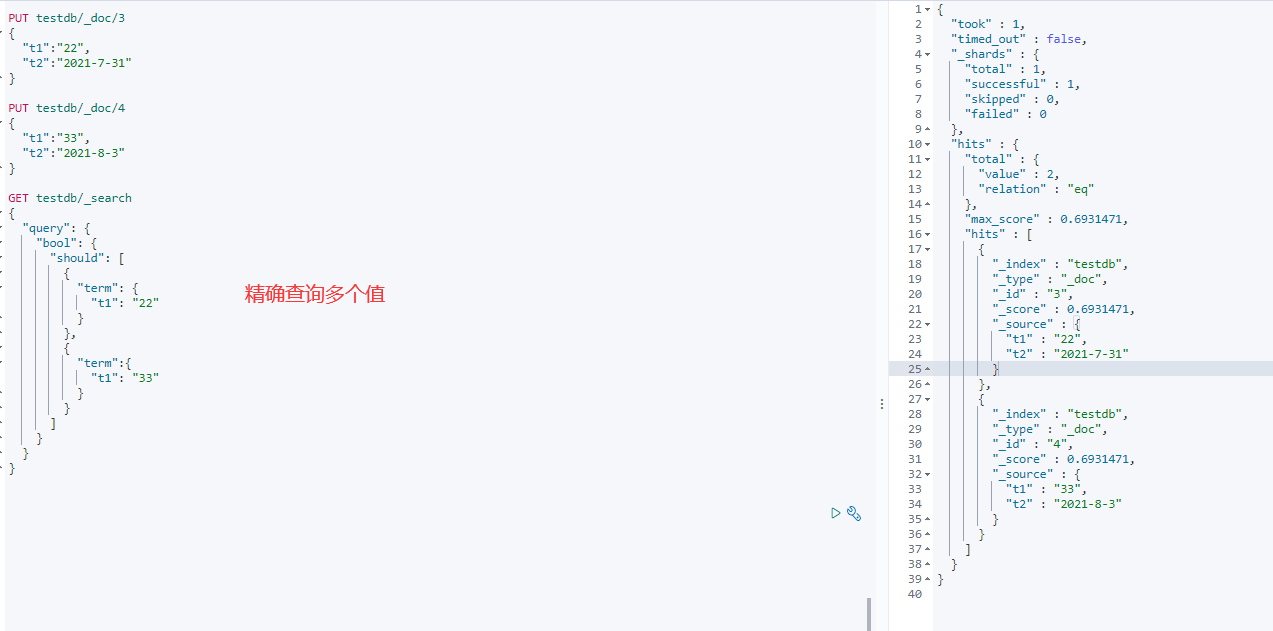 PUT testdb/_doc/3
{
  "t1":"22",
  "t2":"2021-7-31"
}
PUT testdb/_doc/4
{
  "t1":"33",
  "t2":"2021-8-3"
}
GET testdb/_search
{
  "query": {
    "bool": {
      "should": [
        {
          "term": {
            "t1": "22"
          }
        },
        {
          "term":{
            "t1": "33"
          }
        }
      ]
    }
  }
}
精确查询多个值
1 {
2   "took" : 1,
3   "timed_out" : false,
4   "_shards" : {
5     "total" : 1,
6     "successful" : 1,
7     "skipped" : 0,
8     "failed" : 0
9   },
10   "hits" : {
11     "total" : {
12       "value" : 2,
13       "relation" : "eq"
14     },
15     "max_score" : 0.6931471,
16     "hits" : [
17       {
18         "_index" : "testdb",
19         "_type" : "_doc",
20         "_id" : "3",
21         "_score" : 0.6931471,
22         "_source" : {
23           "t1" : "22",
24           "t2" : "2021-7-31"
25         }
26       },
27       {
28         "_index" : "testdb",
29         "_type" : "_doc",
30         "_id" : "4",
31         "_score" : 0.6931471,
32         "_source" : {
33           "t1" : "33",
34           "t2" : "2021-8-3"
35         }
36       }
37     ]
38   }
39 }
40